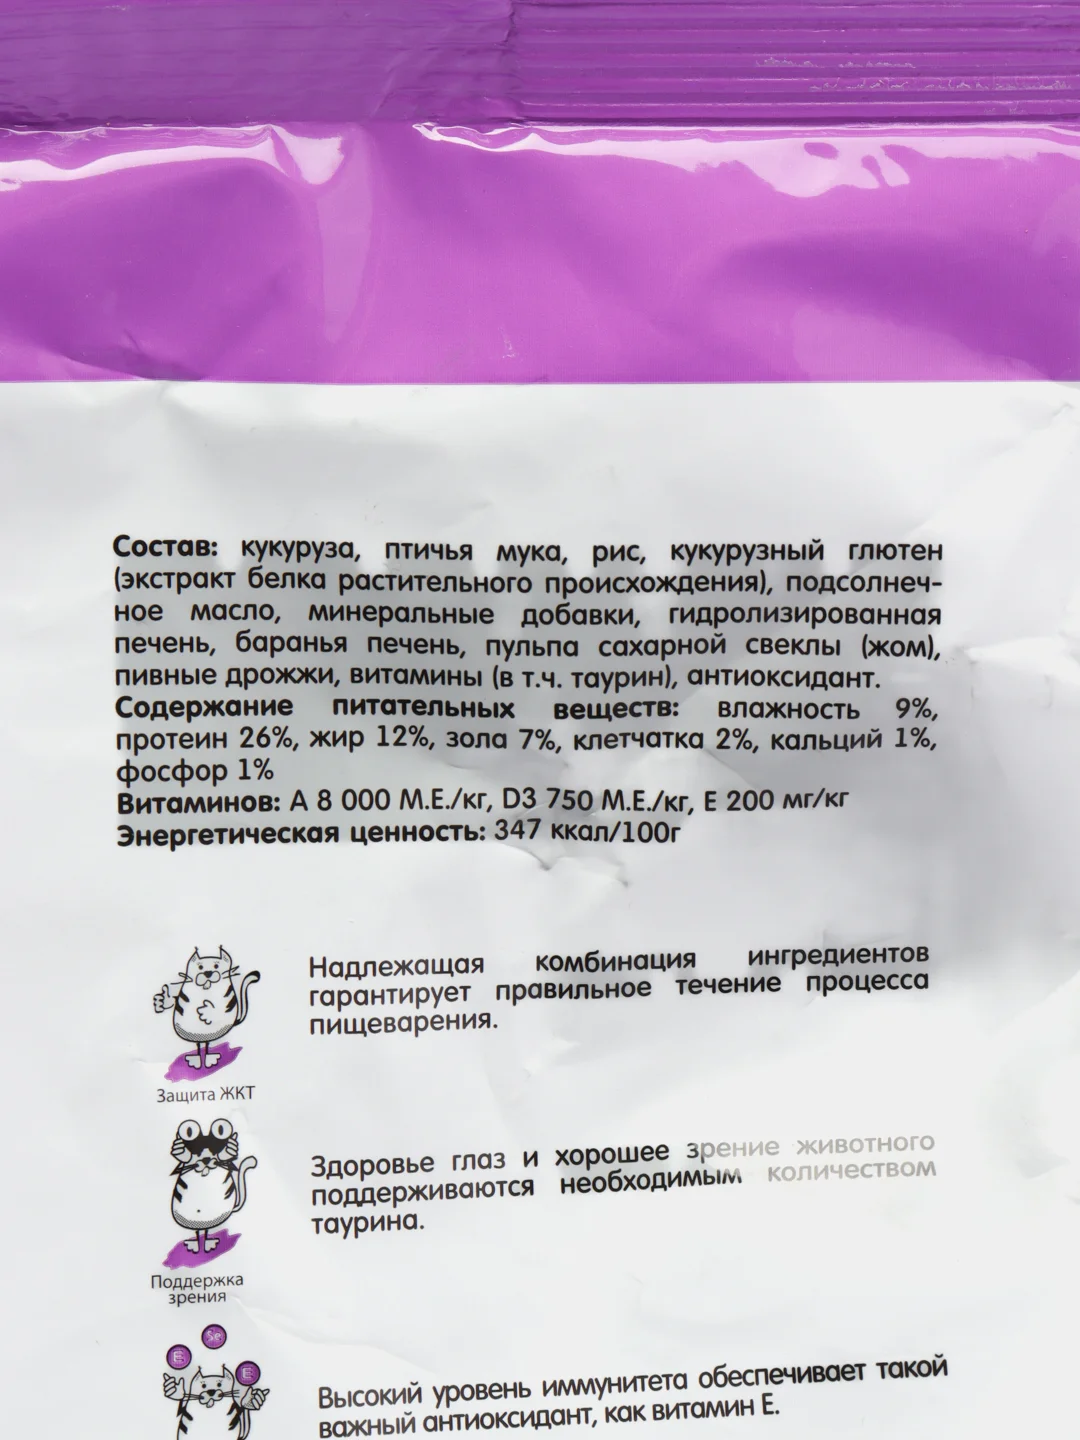 Состав: кукуруза, птичья мука, рис, кукурузный глютен
(экстракт белка растительного происхождения), подсолнеч-
ное масло, минеральные добавки, гидролизированная
печень, баранья печень, пульпа сахарной свеклы (жом),
пивные дрожжи, витамины (в т.ч. таурин), антиоксидант.
Содержание питательных веществ: влажность 9%,
протеин 26%, жир 12%, зола 7%, клетчатка 2%, кальций 1%,
фосфор 1%
Витаминов: А 8 000 М.Е./кг, D3 750 М.Е./кг, Е 200 мг/кг
Энергетическая ценность: 347 ккал/100г
Надлежащая комбинация ингредиентов
гарантирует правильное течение процесса
пищеварения.
Защита ЖКТ
Здоровье глаз и хорошее зрение животного
поддерживаются необходимым количеством
таурина.
Поддержка
зрения
Se
E
E
Высокий уровень иммунитета обеспечивает такой
важный антиоксидант, как витамин Е.